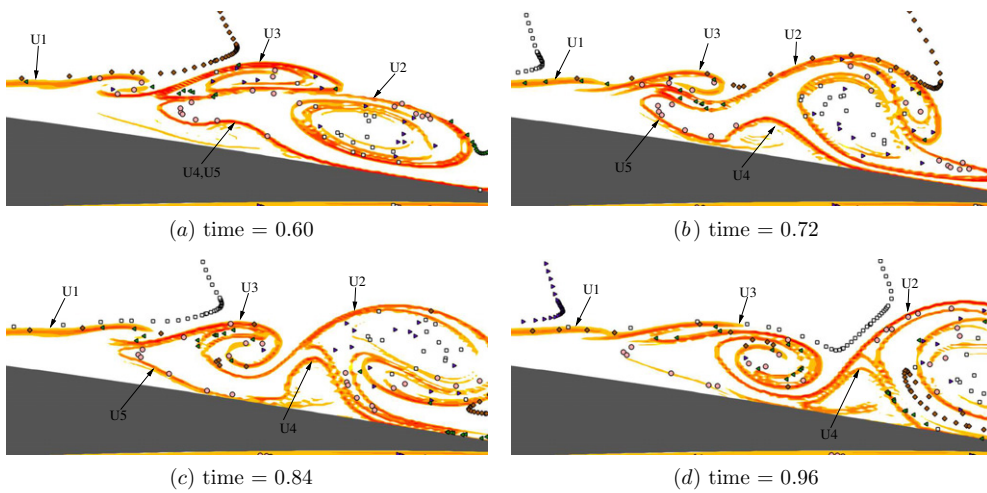 U1
U3
U2
U4,U5
(a) time = 0.60
U1
U3
U2
U5
U4
(b) time = 0.72
U1
U3
U2
U5
U4
(c) time = 0.84
U1
U3
U2
U4
(d) time = 0.96